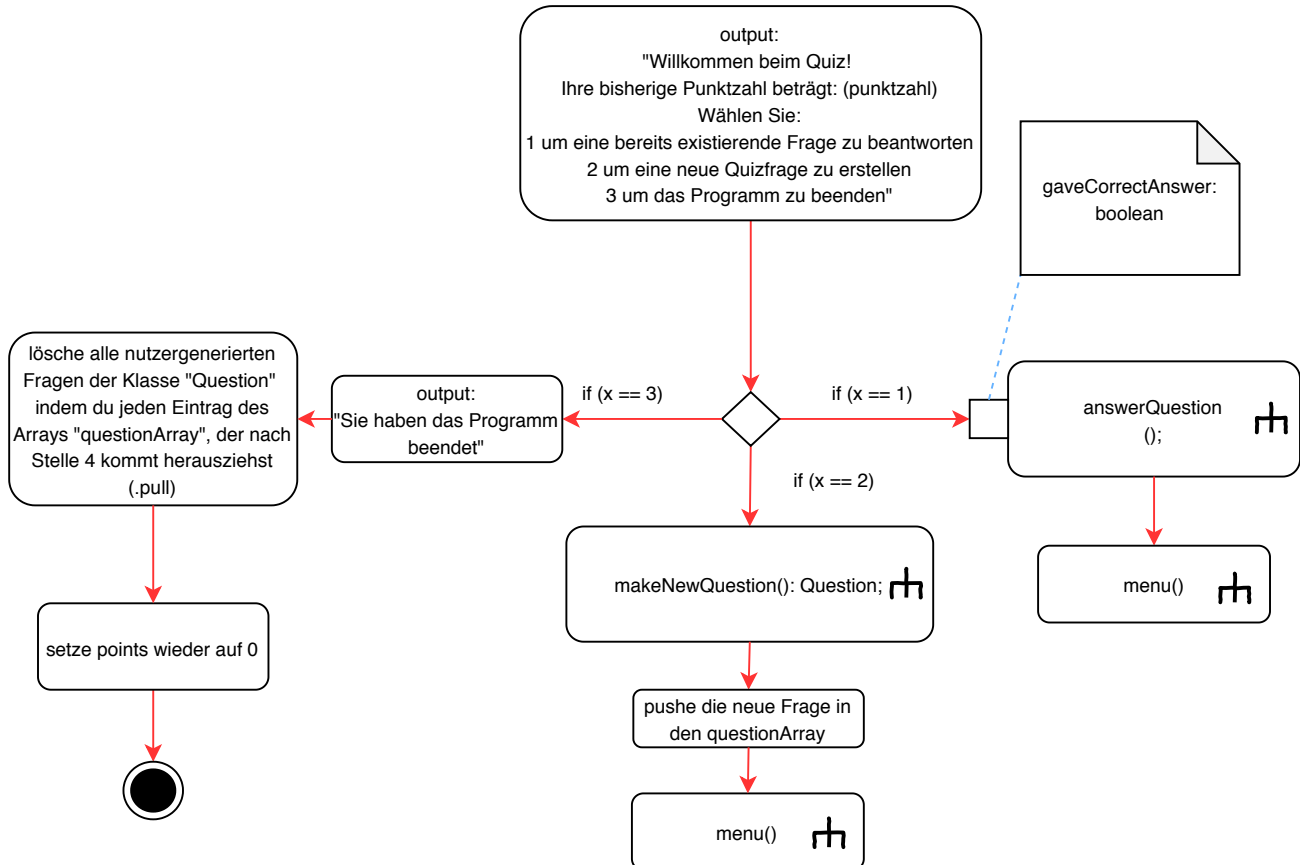 output:
"Willkommen beim Quiz!
Ihre bisherige Punktzahl beträgt: (punktzahl)
Wählen Sie:
1 um eine bereits existierende Frage zu beantworten
2 um eine neue Quizfrage zu erstellen
3 um das Programm zu beenden"
gaveCorrectAnswer:
boolean
lösche alle nutzergenerierten
Fragen der Klasse "Question"
indem du jeden Eintrag des
Arrays "questionArray", der nach
Stelle 4 kommt herausziehst
(.pull)
output:
"Sie haben das Programm
beendet"
if (x == 3)
if (x == 1)
answerQuestion
();
if (x == 2)
makeNewQuestion(): Question;
menu()
setze points wieder auf 0
pushe die neue Frage in
den questionArray
menu()